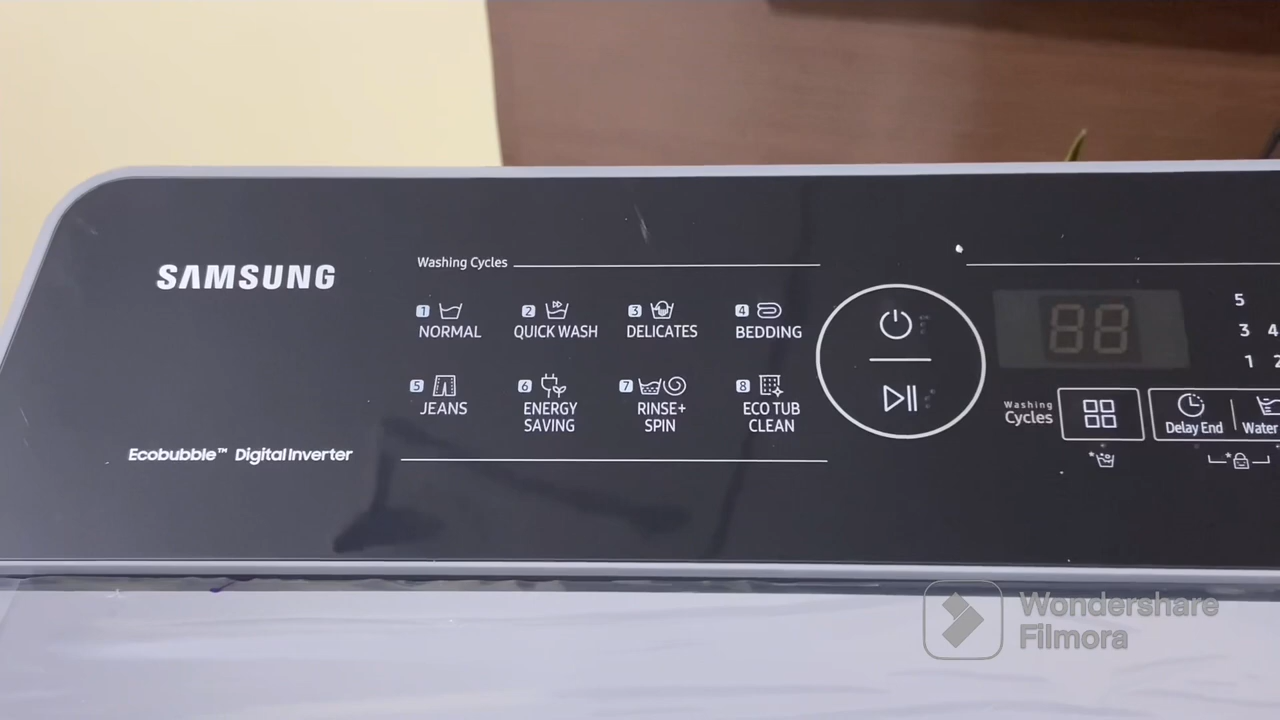 SAMSUNG
Ecobubble™ Digital Inverter
Washing Cycles
1 NORMAL
2 QUICK WASH
3 DELICATES
4 BEDDING
5 JEANS
6 ENERGY
SAVING
7 RINSE+
SPIN
8 ECO TUB
CLEAN
88
5
3 4
1 2
Washing
Cycles
Delay End
Water
Wondershare
Filmora